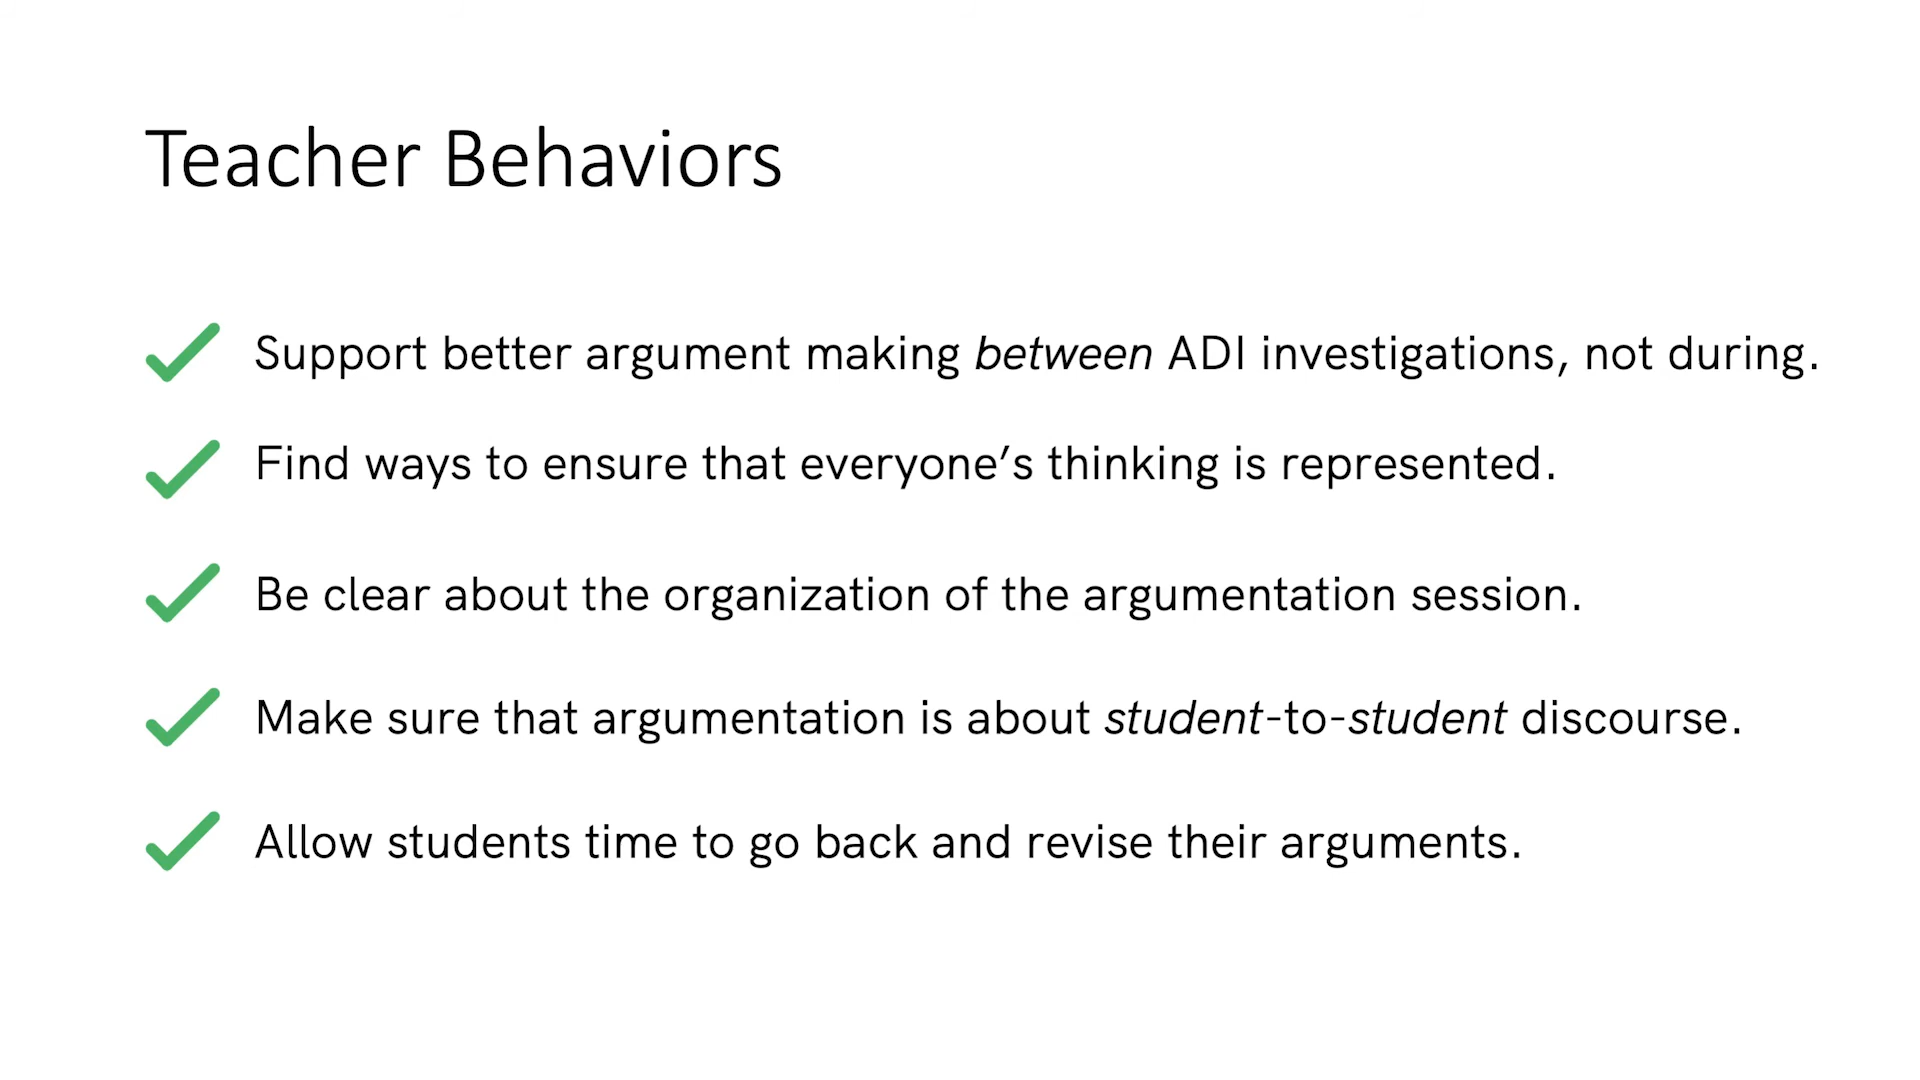 Teacher Behaviors
Support better argument making between ADI investigations, not during.
Find ways to ensure that everyone’s thinking is represented.
Be clear about the organization of the argumentation session.
Make sure that argumentation is about student-to-student discourse.
Allow students time to go back and revise their arguments.